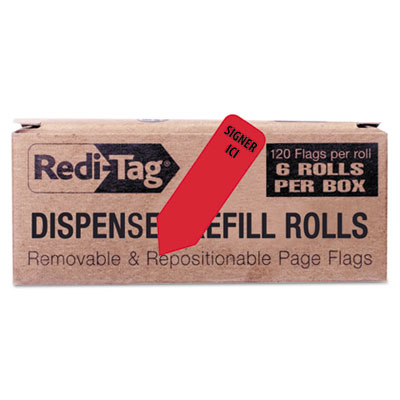 Redi-Tag®
SIGNER
ICI
120 Flags per roll
6 ROLLS
PER BOX
DISPENSE EFILL ROLLS
Removable & Repositionable Page Flags